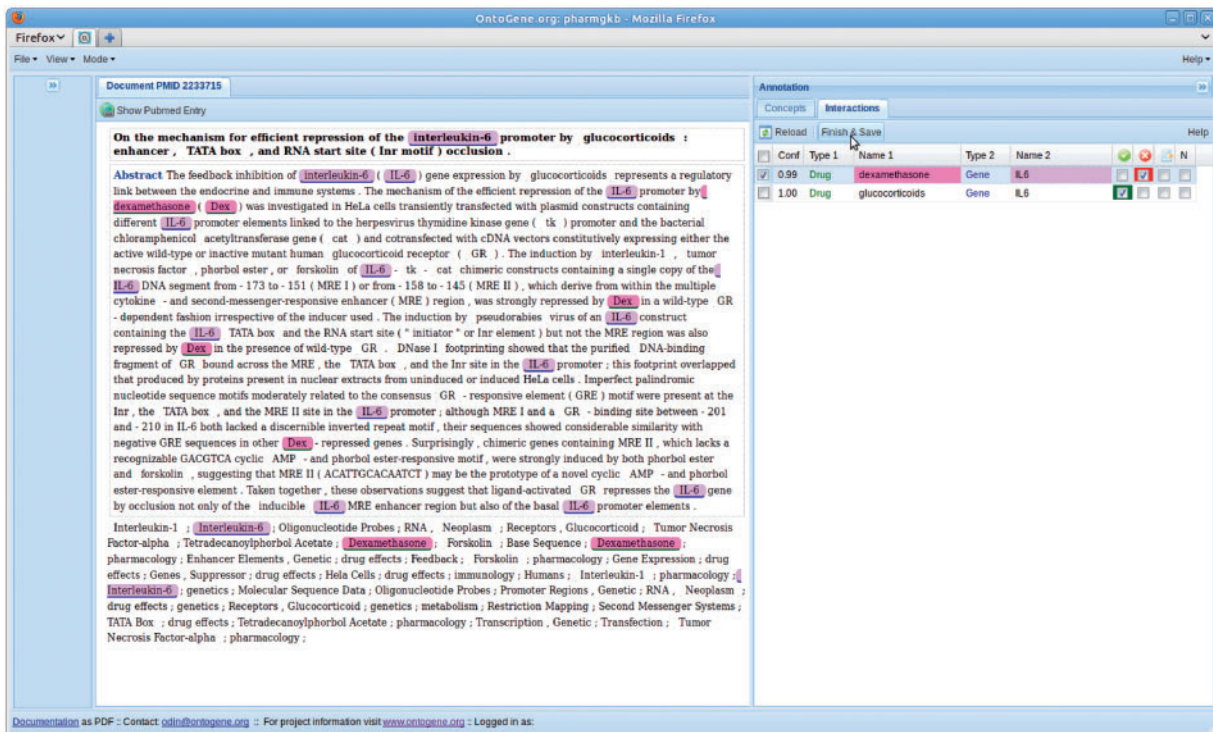 OntoGene.org: pharmgkb - Mozilla Firefox
Firefox
File View Mode Help
Document PMID 2233715
Show Pubmed Entry
On the mechanism for efficient repression of the interleukin-6 promoter by glucocorticoids :
enhancer , TATA box , and RNA start site ( Inr motif ) occlusion .
Abstract The feedback inhibition of interleukin-6 ( IL-6 ) gene expression by glucocorticoids represents a regulatory
link between the endocrine and immune systems . The mechanism of the efficient repression of the IL-6 promoter by
dexamethasone ( Dex ) was investigated in HeLa cells transiently transfected with plasmid constructs containing
different IL-6 promoter elements linked to the herpesvirus thymidine kinase gene ( tk ) promoter and the bacterial
chloramphenicol acetyltransferase gene ( cat ) and cotransfected with cDNA vectors constitutively expressing either the
active wild-type or inactive mutant human glucocorticoid receptor ( GR ) . The induction by interleukin-1 , tumor
necrosis factor , phorbol ester , or forskolin of IL-6 - tk - cat chimeric constructs containing a single copy of the
IL-6 DNA segment from - 173 to - 151 ( MRE I ) or from - 158 to - 145 ( MRE II ) , which derive from within the multiple
cytokine - and second-messenger-responsive enhancer ( MRE ) region , was strongly repressed by Dex in a wild-type GR
- dependent fashion irrespective of the inducer used . The induction by pseudorabies virus of an IL-6 construct
containing the IL-6 TATA box and the RNA start site ( " initiator " or Inr element ) but not the MRE region was also
repressed by Dex in the presence of wild-type GR . DNase I footprinting showed that the purified DNA-binding
fragment of GR bound across the MRE , the TATA box , and the Inr site in the IL-6 promoter ; this footprint overlapped
that produced by proteins present in nuclear extracts from uninduced or induced HeLa cells . Imperfect palindromic
nucleotide sequence motifs moderately related to the consensus GR - responsive element ( GRE ) motif were present at the
Inr , the TATA box , and the MRE II site in the IL-6 promoter ; although MRE I and a GR - binding site between - 201
and - 210 in IL-6 both lacked a discernible inverted repeat motif , their sequences showed considerable similarity with
negative GRE sequences in other Dex - repressed genes . Surprisingly , chimeric genes containing MRE II , which lacks a
recognizable GACGTCA cyclic AMP - and phorbol ester-responsive motif , were strongly induced by both phorbol ester
and forskolin , suggesting that MRE II ( ACATTGCACAATCT ) may be the prototype of a novel cyclic AMP - and phorbol
ester-responsive element . Taken together , these observations suggest that ligand-activated GR represses the IL-6 gene
by occlusion not only of the inducible IL-6 MRE enhancer region but also of the basal IL-6 promoter elements .
Interleukin-1 ; Interleukin-6 ; Oligonucleotide Probes ; RNA , Neoplasm ; Receptors , Glucocorticoid ; Tumor Necrosis
Factor-alpha ; Tetradecanoylphorbol Acetate ; Dexamethasone ; Forskolin ; Base Sequence ; Dexamethasone ;
pharmacology ; Enhancer Elements , Genetic ; drug effects ; Feedback ; Forskolin ; pharmacology ; Gene Expression ; drug
effects ; Genes , Suppressor ; drug effects ; Hela Cells ; drug effects ; immunology ; Humans ; Interleukin-1 ; pharmacology ;
Interleukin-6 ; genetics ; Molecular Sequence Data ; Oligonucleotide Probes ; Promoter Regions , Genetic ; RNA , Neoplasm ;
drug effects ; genetics ; Receptors , Glucocorticoid ; genetics ; metabolism ; Restriction Mapping ; Second Messenger Systems ;
TATA Box ; drug effects ; Tetradecanoylphorbol Acetate ; pharmacology ; Transcription , Genetic ; Transfection ; Tumor
Necrosis Factor-alpha ; pharmacology ;
Annotation
Concepts Interactions
Reload Finish & Save Help
Conf Type 1 Name 1 Type 2 Name 2 N
0.99 Drug dexamethasone Gene IL6
1.00 Drug glucocorticoids Gene IL6
Documentation as PDF :: Contact: odin@ontogene.org :: For project information visit www.ontogene.org :: Logged in as: